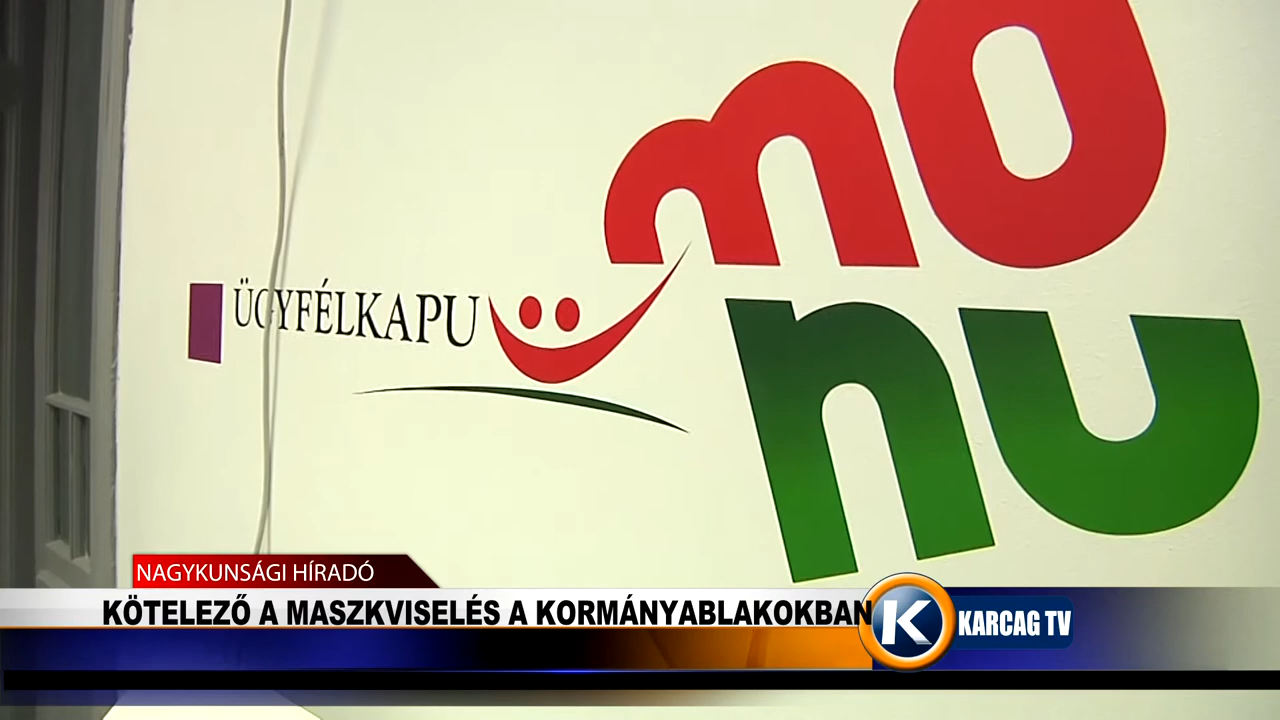 mo
nu
ÜGYFÉLKAPU
NAGYKUNSÁGI HÍRADÓ
KÖTELEZŐ A MASZKVISELÉS A KORMÁNYABLAKOKBAN
K
KARCAG TV